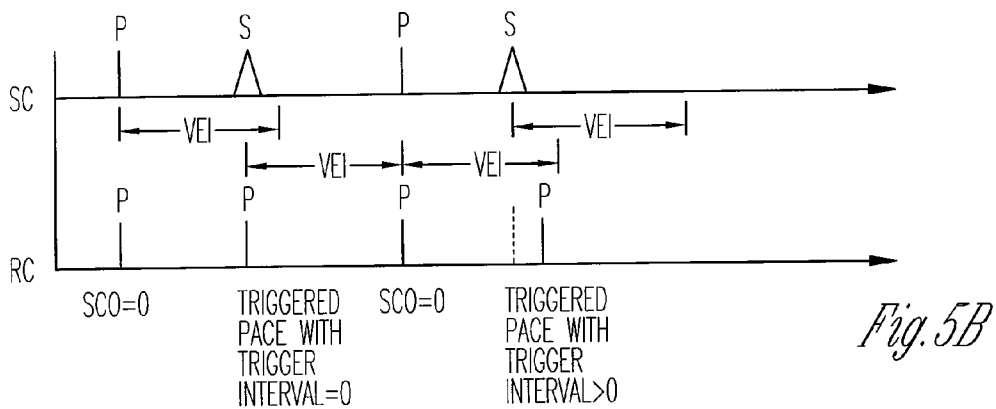 P S P S
SC
VEI VEI
VEI VEI
P P P P
RC
SCO=0
TRIGGERED
PACE WITH
TRIGGER
INTERVAL=0
SCO=0
TRIGGERED
PACE WITH
TRIGGER
INTERVAL>0
Fig.5B